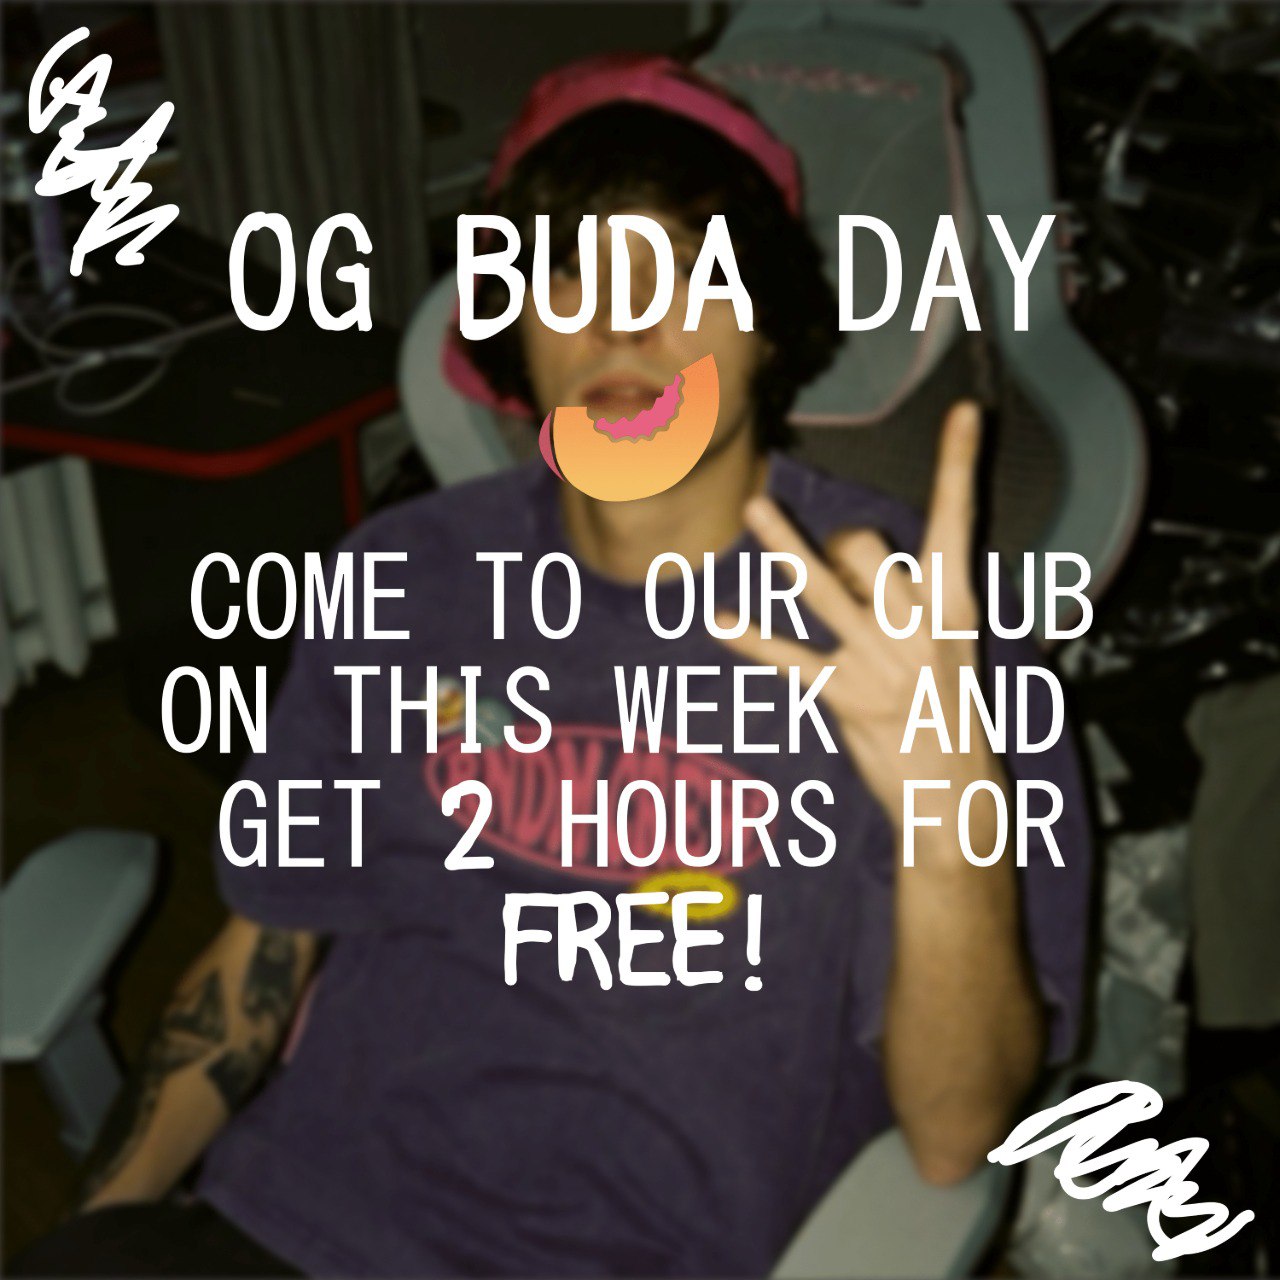 OG BUDA DAY
COME TO OUR CLUB
ON THIS WEEK AND
GET 2 HOURS FOR
FREE!